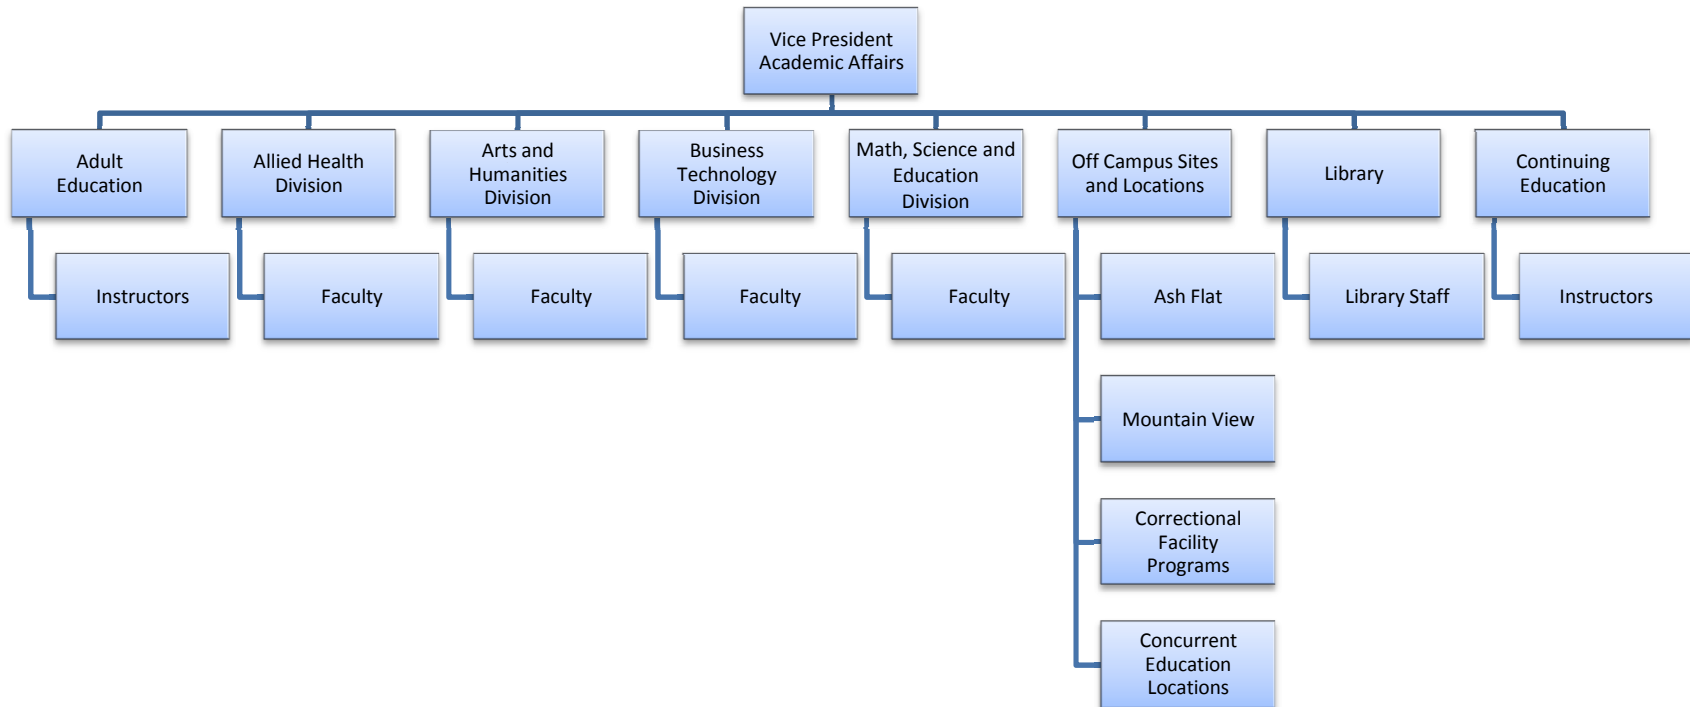 Vice President
Academic Affairs
Adult
Education
Allied Health
Division
Arts and
Humanities
Division
Business
Technology
Division
Math, Science and
Education
Division
Off Campus Sites
and Locations
Library
Continuing
Education
Instructors
Faculty
Faculty
Faculty
Faculty
Ash Flat
Library Staff
Instructors
Mountain View
Correctional
Facility
Programs
Concurrent
Education
Locations